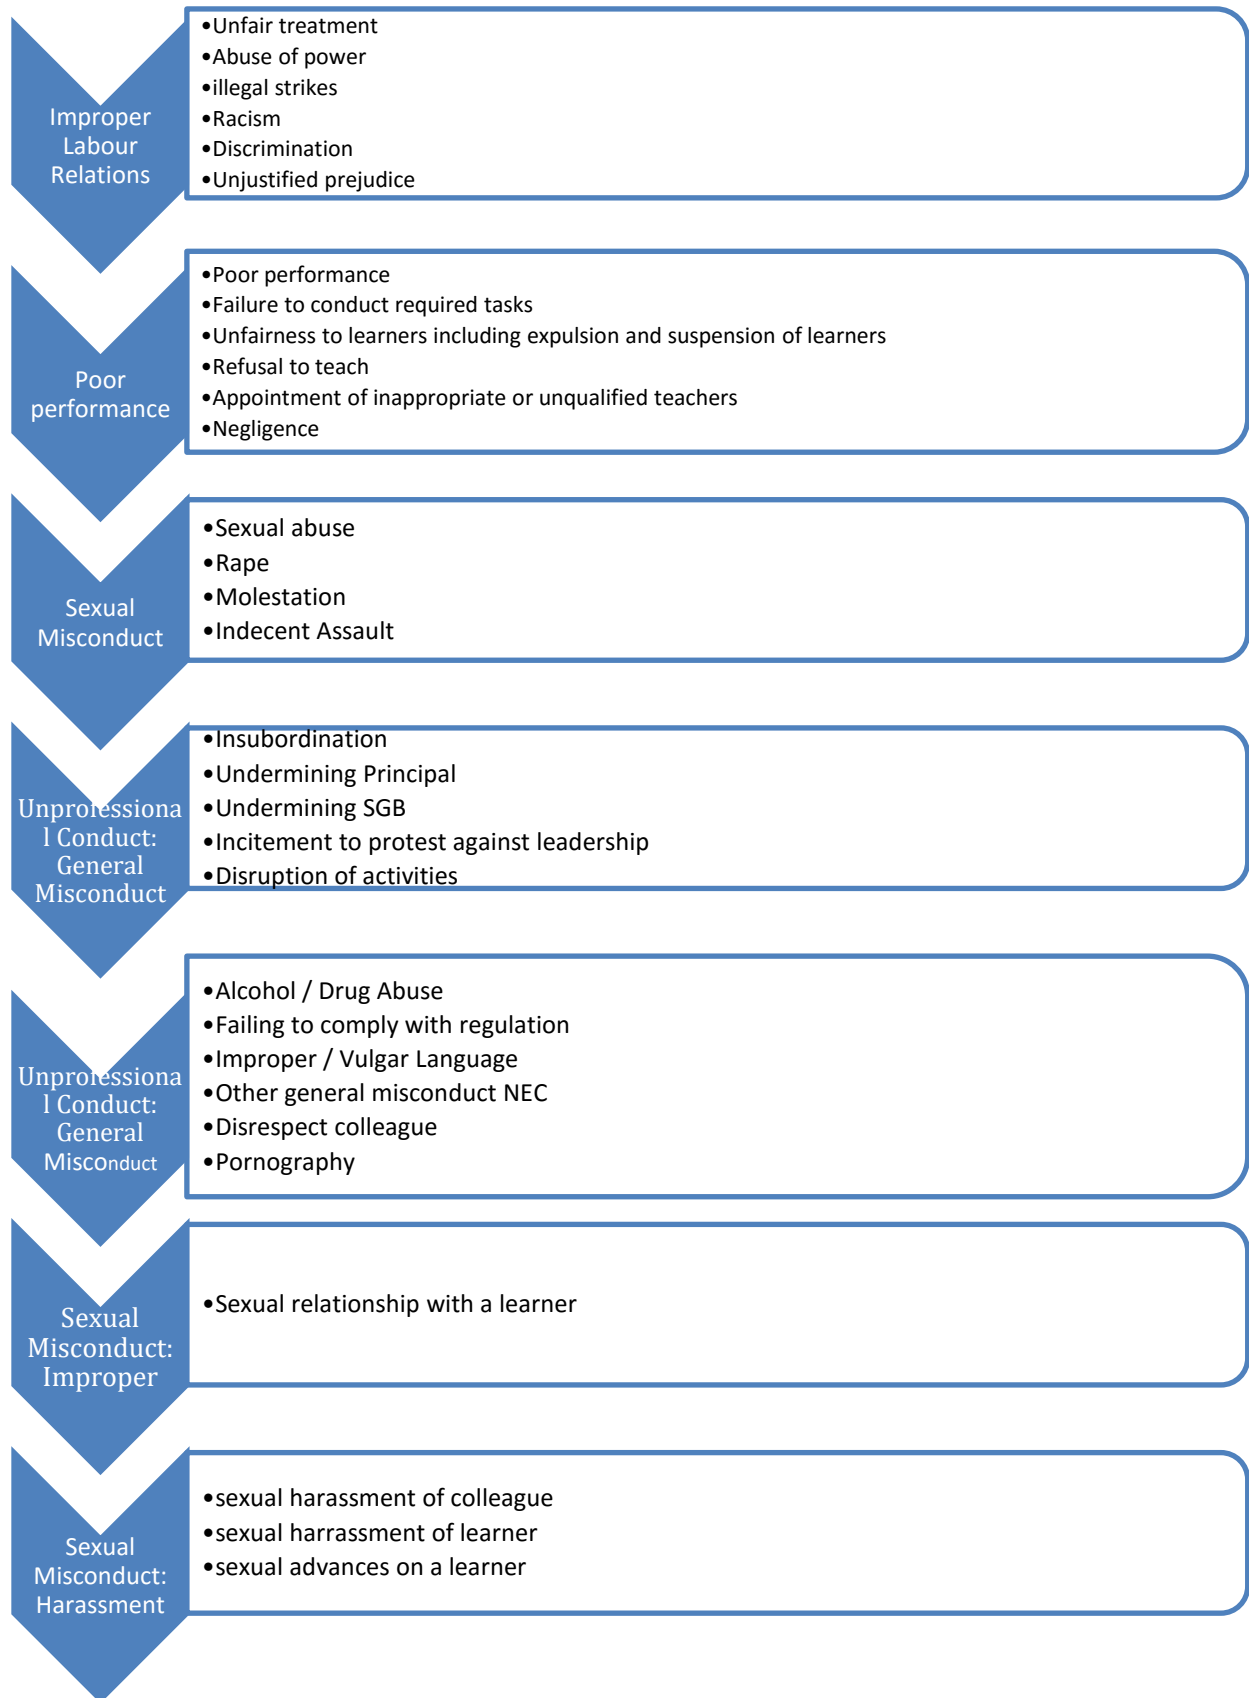 Improper
Labour
Relations
•Unfair treatment
•Abuse of power
•illegal strikes
•Racism
•Discrimination
•Unjustified prejudice
Poor
performance
•Poor performance
•Failure to conduct required tasks
•Unfairness to learners including expulsion and suspension of learners
•Refusal to teach
•Appointment of inappropriate or unqualified teachers
•Negligence
Sexual
Misconduct
•Sexual abuse
•Rape
•Molestation
•Indecent Assault
Unprofessiona
l Conduct:
General
Misconduct
•Insubordination
•Undermining Principal
•Undermining SGB
•Incitement to protest against leadership
•Disruption of activities
Unprofessiona
l Conduct:
General
Misconduct
•Alcohol / Drug Abuse
•Failing to comply with regulation
•Improper / Vulgar Language
•Other general misconduct NEC
•Disrespect colleague
•Pornography
Sexual
Misconduct:
Improper
•Sexual relationship with a learner
Sexual
Misconduct:
Harassment
•sexual harassment of colleague
•sexual harrassment of learner
•sexual advances on a learner